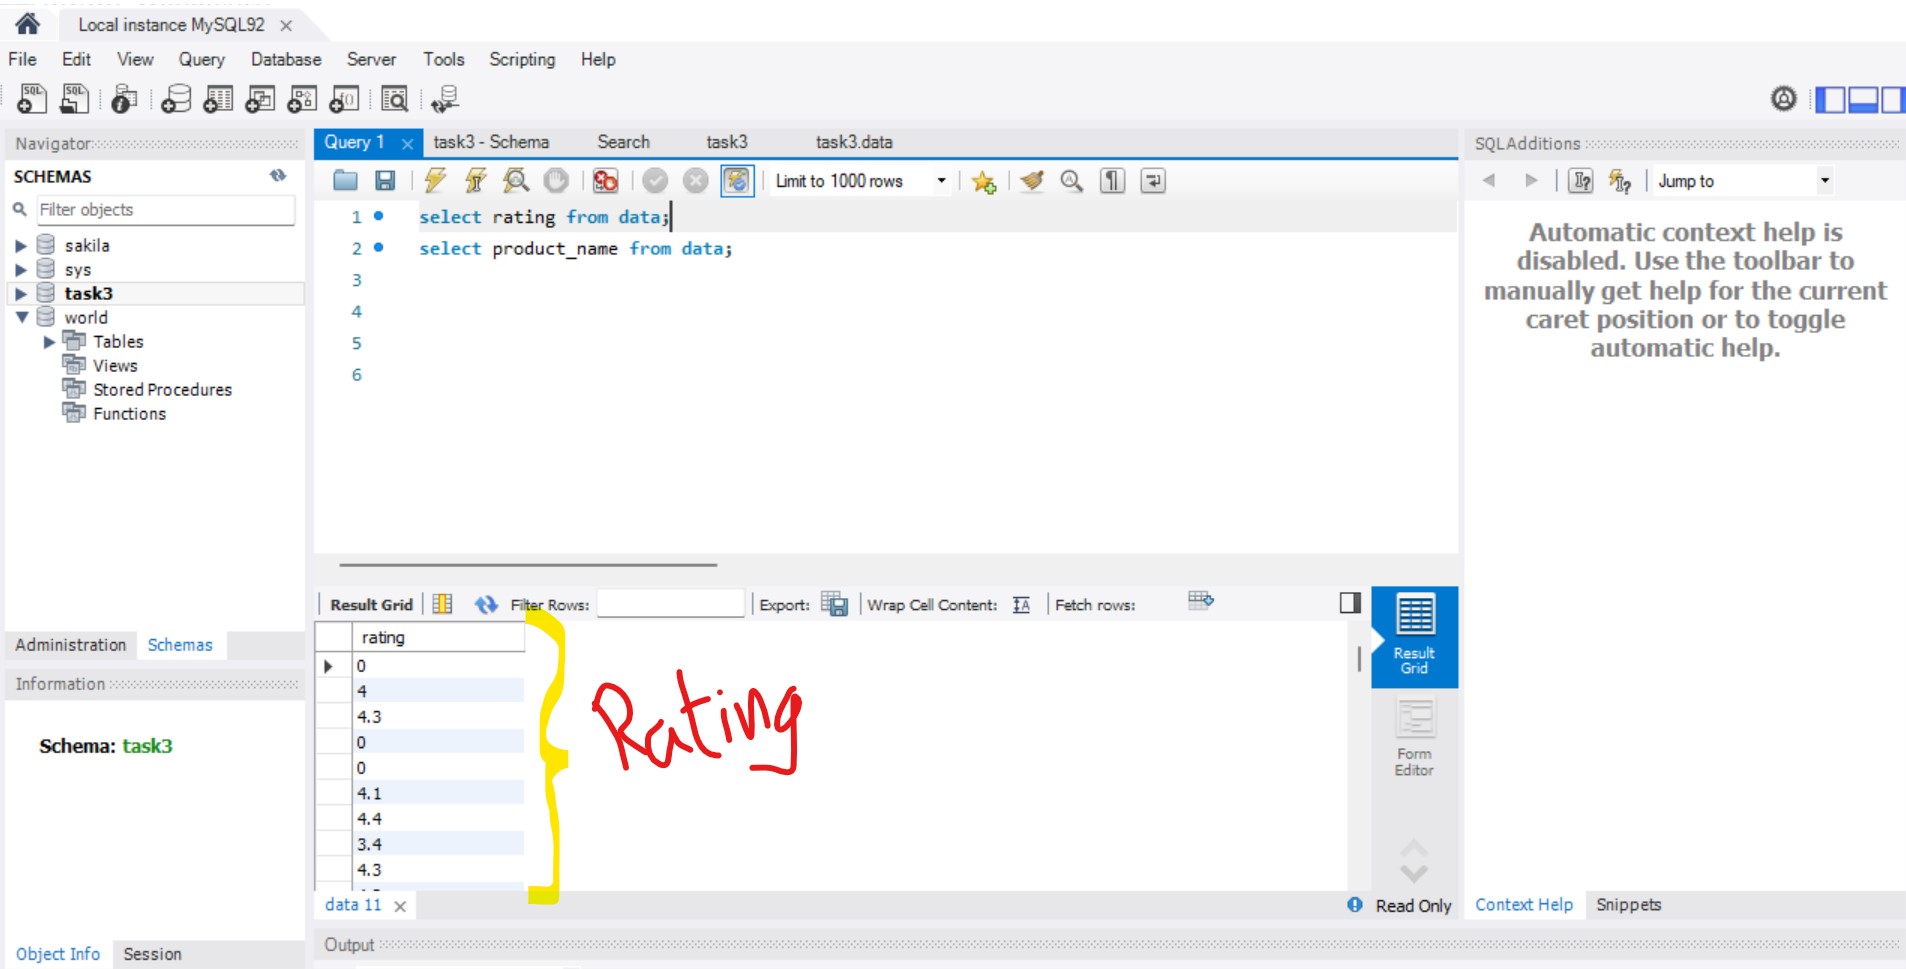 Local instance MySQL92
File Edit View Query Database Server Tools Scripting Help
Navigator
SCHEMAS
Filter objects
sakila
sys
task3
world
Tables
Views
Stored Procedures
Functions
Administration Schemas
Information
Schema: task3
Object Info Session
Query 1 task3 - Schema Search task3 task3.data
Limit to 1000 rows
1 select rating from data;
2 select product_name from data;
3
4
5
6
Result Grid Filter Rows: Export: Wrap Cell Content: Fetch rows:
rating
0
4
4.3
0
0
4.1
4.4
3.4
4.3
Rating
Result
Grid
Form
Editor
data 11
Read Only
Output
SQLAdditions
Jump to
Automatic context help is
disabled. Use the toolbar to
manually get help for the current
caret position or to toggle
automatic help.
Context Help Snippets